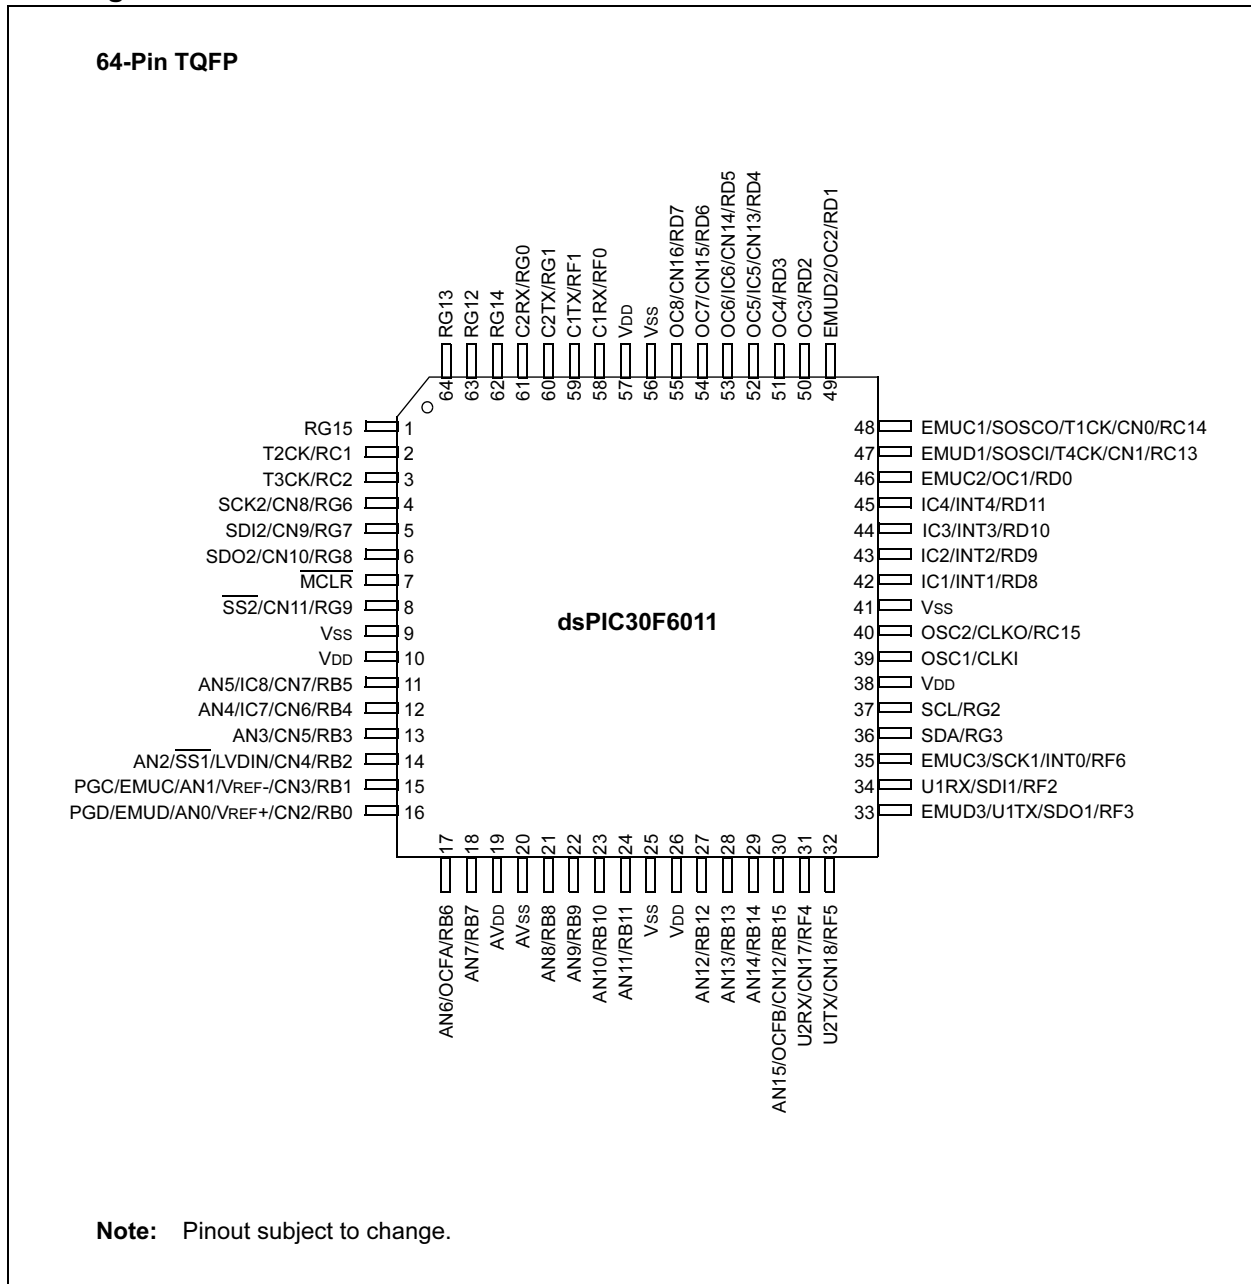 64-Pin TQFP
RG13
RG12
RG14
C2RX/RG0
C2TX/RG1
C1TX/RF1
C1RX/RF0
VDD
VSS
OC8/CN16/RD7
OC7/CN15/RD6
OC6/IC6/CN14/RD5
OC5/IC5/CN13/RD4
OC4/RD3
OC3/RD2
EMUD2/OC2/RD1
64
63
62
61
60
59
58
57
56
55
54
53
52
51
50
49
RG15 1
T2CK/RC1 2
T3CK/RC2 3
SCK2/CN8/RG6 4
SDI2/CN9/RG7 5
SDO2/CN10/RG8 6
MCLR 7
SS2/CN11/RG9 8
VSS 9
VDD 10
AN5/IC8/CN7/RB5 11
AN4/IC7/CN6/RB4 12
AN3/CN5/RB3 13
AN2/SS1/LVDIN/CN4/RB2 14
PGC/EMUC/AN1/VREF-/CN3/RB1 15
PGD/EMUD/AN0/VREF+/CN2/RB0 16
dsPIC30F6011
48 EMUC1/SOSCO/T1CK/CN0/RC14
47 EMUD1/SOSCI/T4CK/CN1/RC13
46 EMUC2/OC1/RD0
45 IC4/INT4/RD11
44 IC3/INT3/RD10
43 IC2/INT2/RD9
42 IC1/INT1/RD8
41 VSS
40 OSC2/CLKO/RC15
39 OSC1/CLKI
38 VDD
37 SCL/RG2
36 SDA/RG3
35 EMUC3/SCK1/INT0/RF6
34 U1RX/SDI1/RF2
33 EMUD3/U1TX/SDO1/RF3
17
18
19
20
21
22
23
24
25
26
27
28
29
30
31
32
AN6/OCFA/RB6
AN7/RB7
AVDD
AVSS
AN8/RB8
AN9/RB9
AN10/RB10
AN11/RB11
VSS
VDD
AN12/RB12
AN13/RB13
AN14/RB14
AN15/OCFB/CN12/RB15
U2RX/CN17/RF4
U2TX/CN18/RF5
Note: Pinout subject to change.